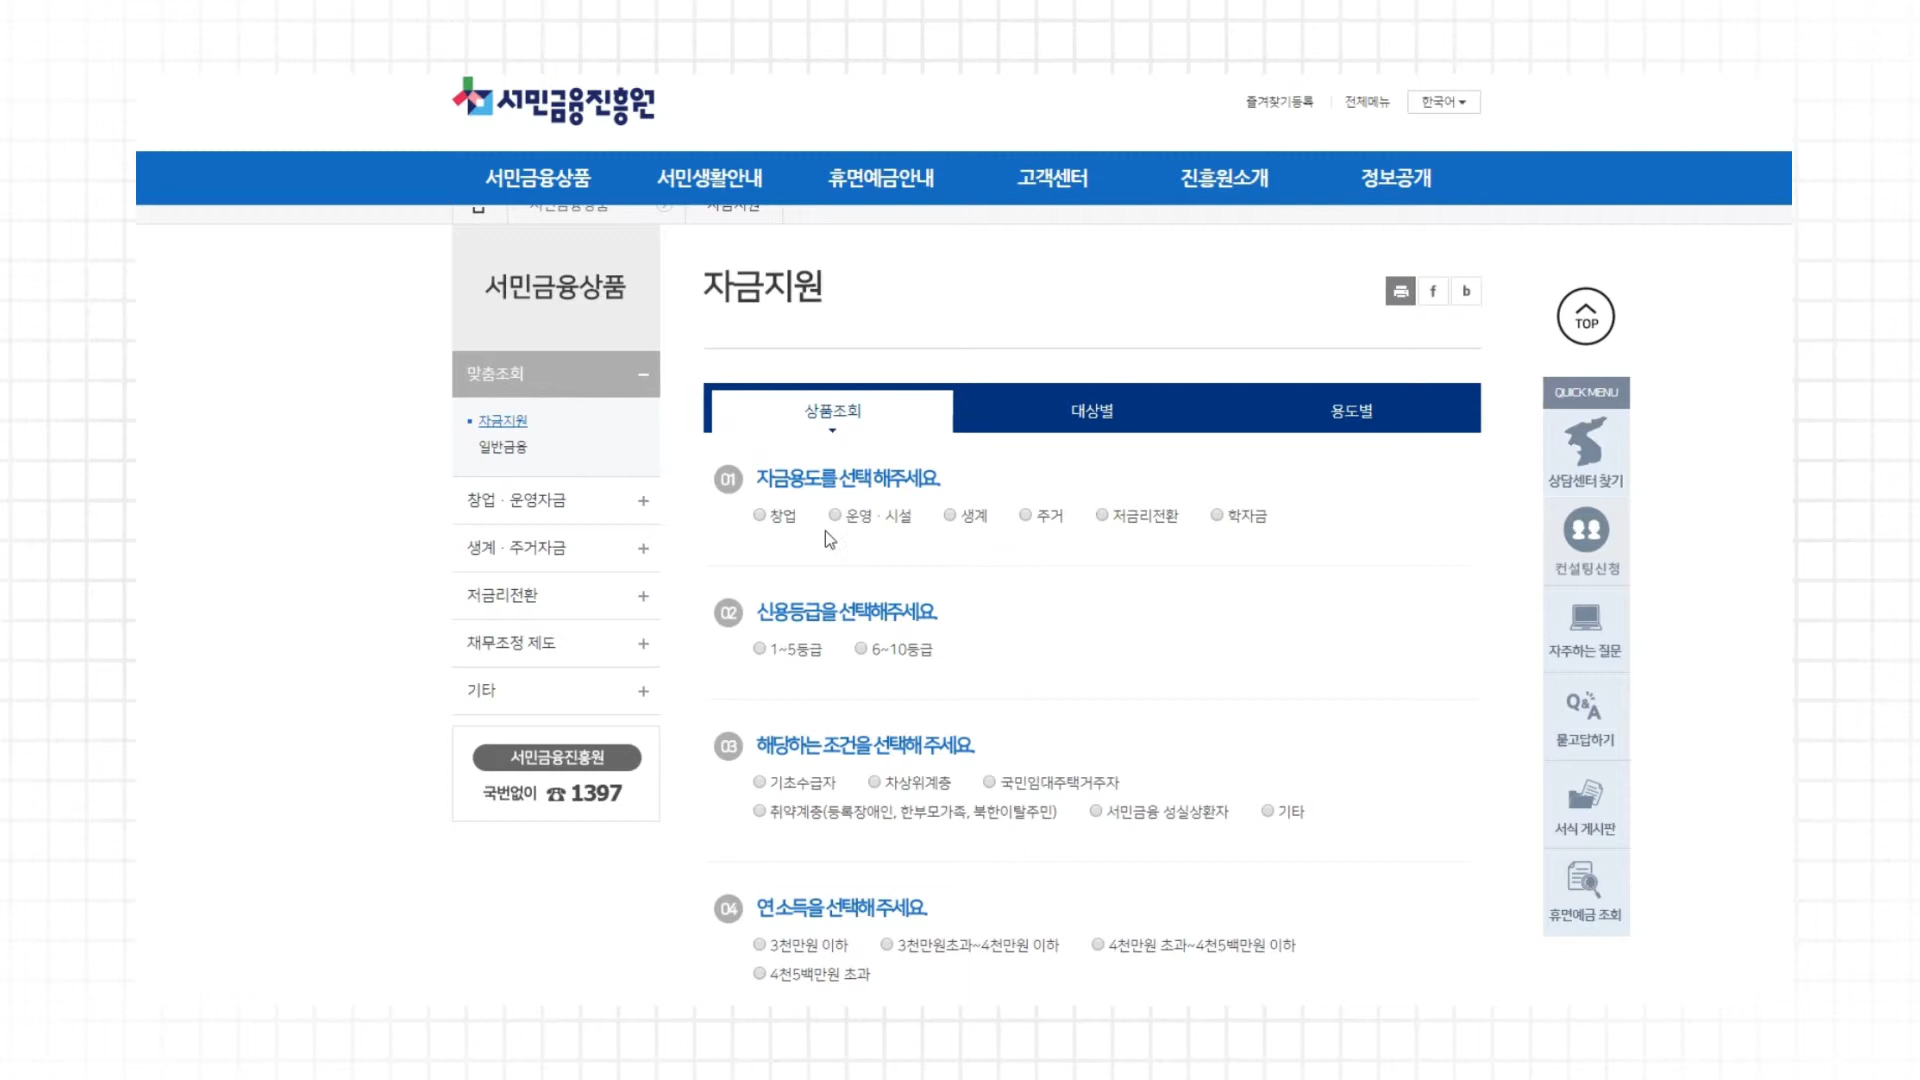 서민금융진흥원
즐겨찾기등록
전체메뉴
한국어
서민금융상품 서민생활안내 휴면예금안내 고객센터 진흥원소개 정보공개
서민금융상품 자금지원
서민금융상품
맞춤조회
자금지원
일반금융
창업 · 운영자금
생계 · 주거자금
저금리전환
채무조정 제도
기타
서민금융진흥원
국번없이 ☎ 1397
자금지원
f b
상품조회 대상별 용도별
01 자금용도를 선택 해주세요.
창업 운영 · 시설 생계 주거 저금리전환 학자금
02 신용등급을 선택해주세요.
1~5등급 6~10등급
03 해당하는 조건을 선택해 주세요.
기초수급자 차상위계층 국민임대주택거주자
취약계층(등록장애인, 한부모가족, 북한이탈주민) 서민금융 성실상환자 기타
04 연 소득을 선택해 주세요.
3천만원 이하 3천만원초과~4천만원 이하 4천만원 초과~4천5백만원 이하
4천5백만원 초과
TOP
QUICK MENU
상담센터 찾기
컨설팅신청
자주하는 질문
Q&A
묻고답하기
서식 게시판
휴면예금 조회